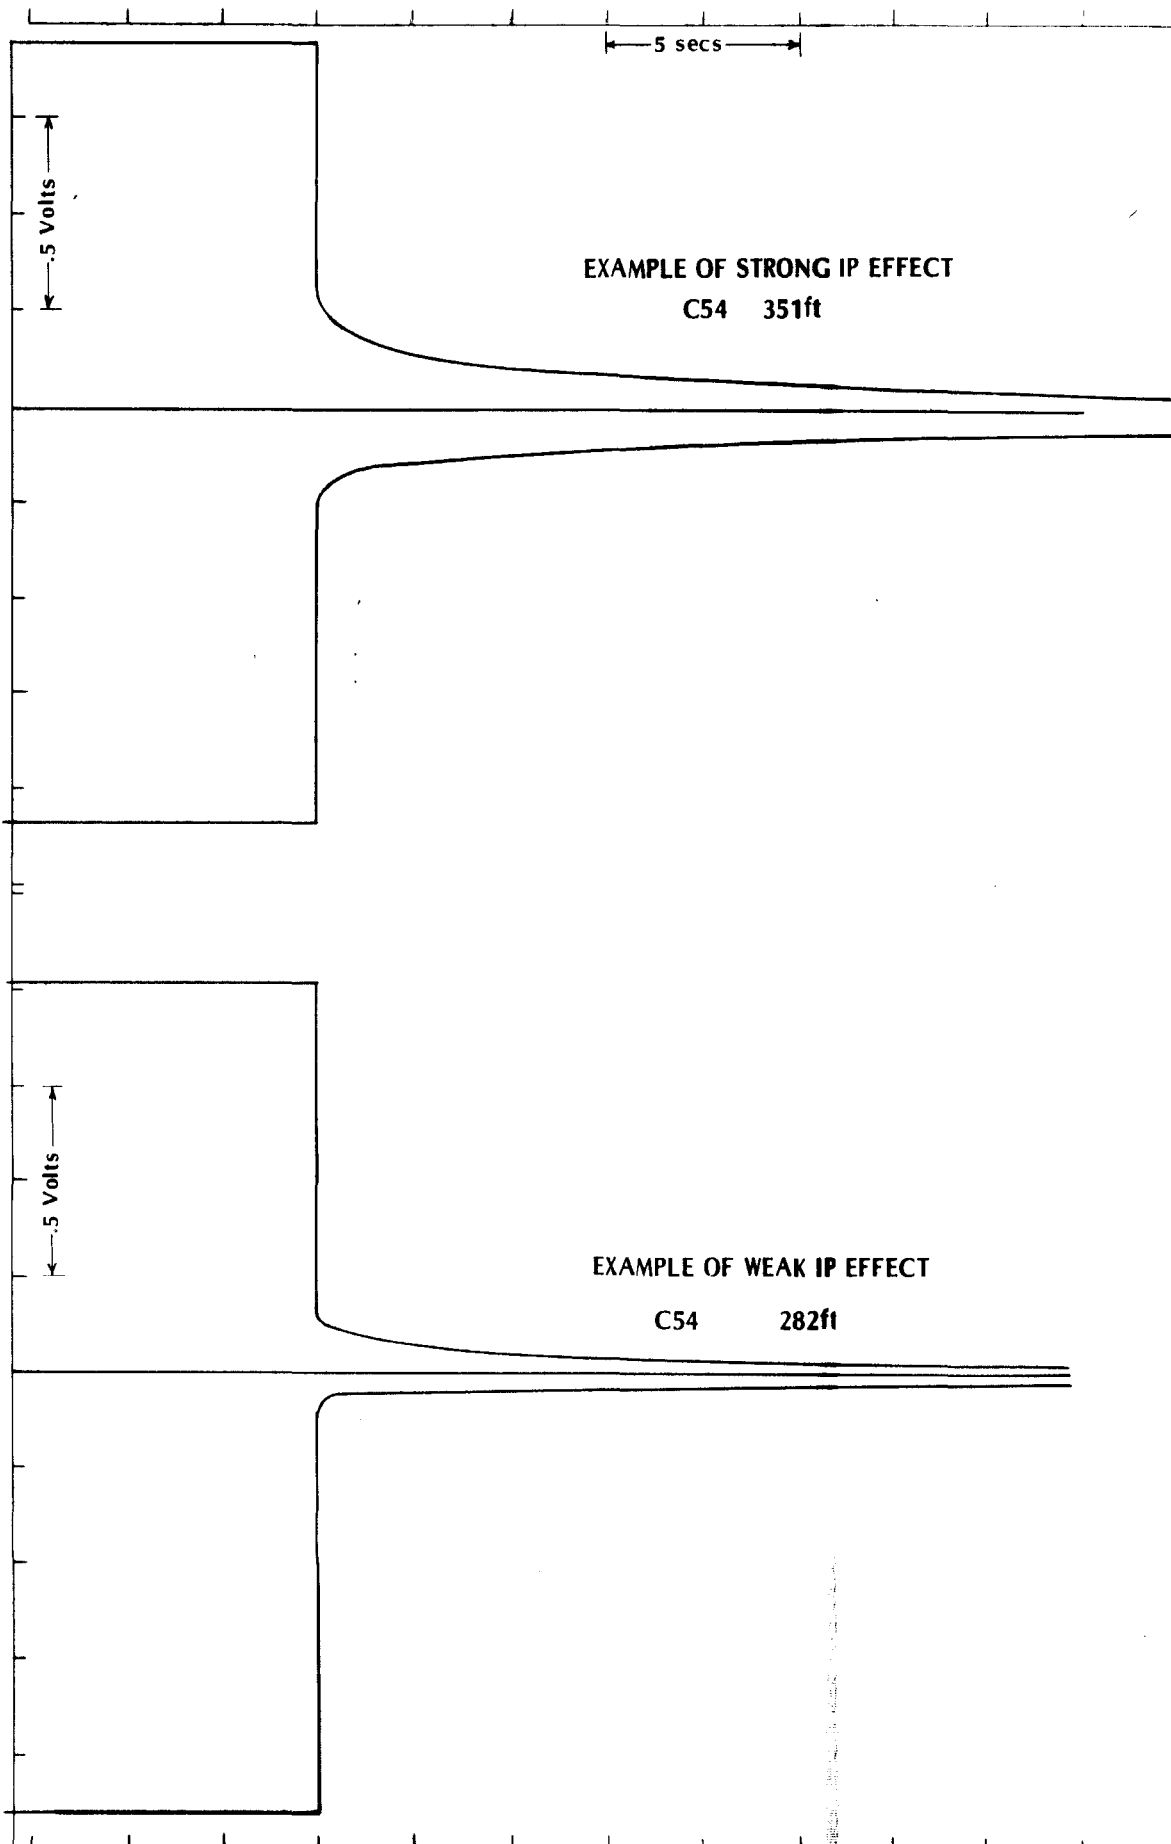 5 secs
.5 Volts
EXAMPLE OF STRONG IP EFFECT
C54 351ft
.5 Volts
EXAMPLE OF WEAK IP EFFECT
C54 282ft